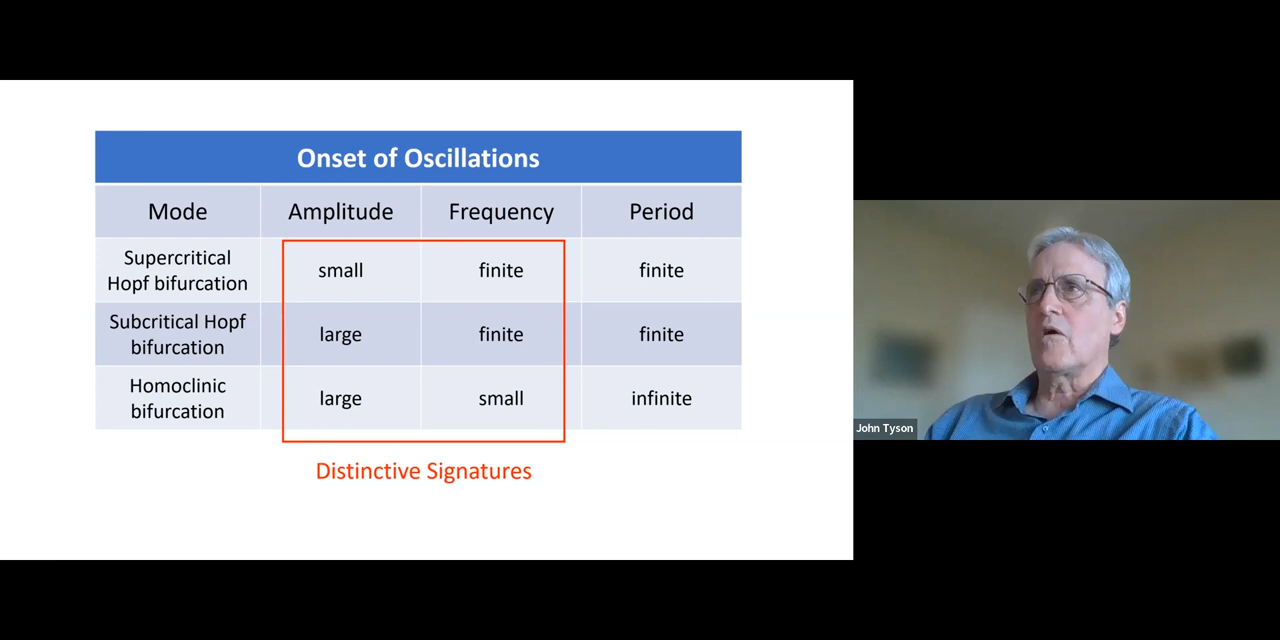 Onset of Oscillations
Mode Amplitude Frequency Period
Supercritical
Hopf bifurcation small finite finite
Subcritical Hopf
bifurcation large finite finite
Homoclinic
bifurcation large small infinite
Distinctive Signatures
John Tyson